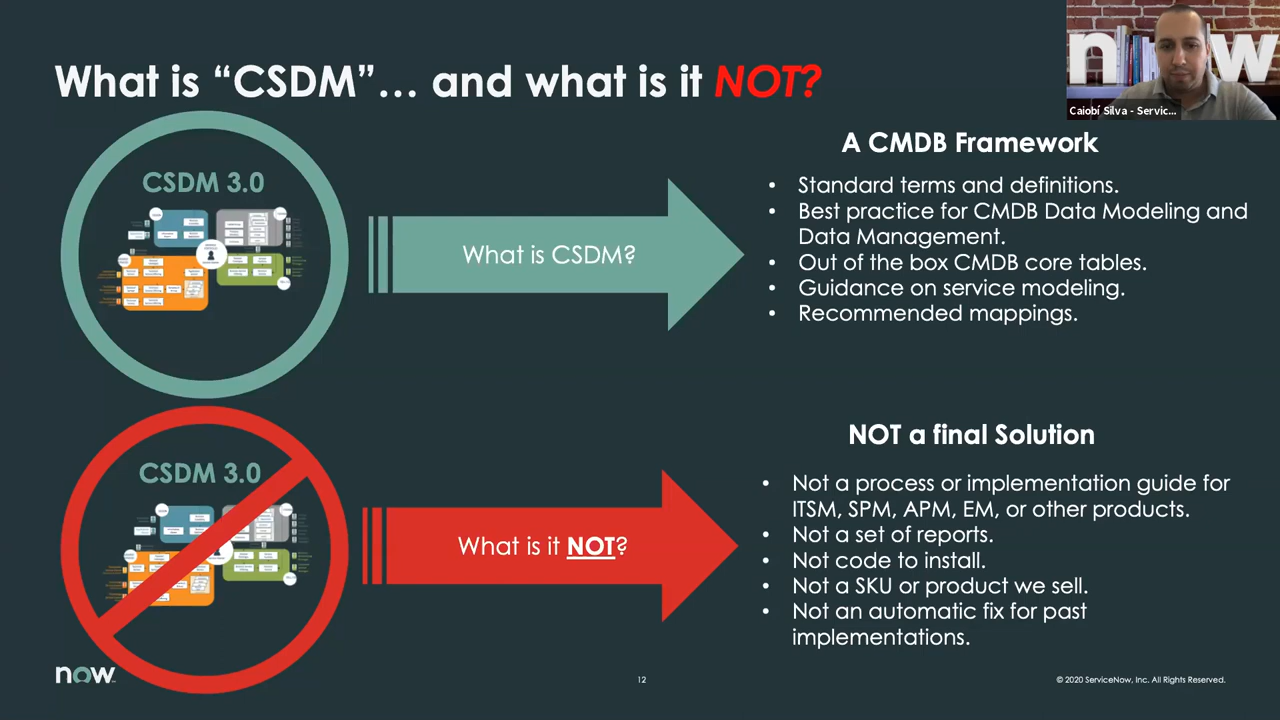 now
Caiobí Silva - Servic...
What is “CSDM”... and what is it NOT?
CSDM 3.0
What is CSDM?
A CMDB Framework
• Standard terms and definitions.
• Best practice for CMDB Data Modeling and
Data Management.
• Out of the box CMDB core tables.
• Guidance on service modeling.
• Recommended mappings.
CSDM 3.0
What is it NOT?
NOT a final Solution
• Not a process or implementation guide for
ITSM, SPM, APM, EM, or other products.
• Not a set of reports.
• Not code to install.
• Not a SKU or product we sell.
• Not an automatic fix for past
implementations.
now
12
© 2020 ServiceNow, Inc. All Rights Reserved.